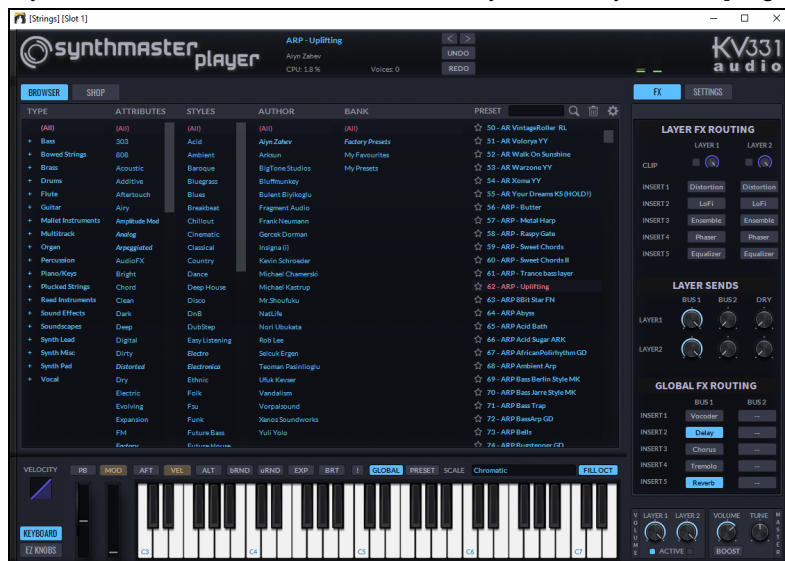 [Strings] [Slot 1]
synthmaster player
ARP - Uplifting
Aiyn Zahev
CPU: 1.8 %
Voices: 0
< >
UNDO
REDO
KV331
audio
BROWSER SHOP
FX SETTINGS
TYPE ATTRIBUTES STYLES AUTHOR BANK PRESET
(All) (All) (All) (All) (All) 50 - AR VintageRoller RL
+ Bass 303 Acid Aiyn Zahev Factory Presets 51 - AR Volorya YY
+ Bowed Strings 808 Ambient Arksun My Favourites 52 - AR Walk On Sunshine
+ Brass Acoustic Baroque BigTone Studios My Presets 53 - AR Warzone YY
+ Drums Additive Bluegrass Bluffmunkey 54 - AR Xoma YY
+ Flute Aftertouch Blues Bulent Biyikoglu 55 - AR Your Dreams KS (HOLD!)
+ Guitar Airy Breakbeat Fragment Audio 56 - ARP - Butter
+ Mallet Instruments Amplitude Mod Chillout Frank Neumann 57 - ARP - Metal Harp
+ Multitrack Analog Cinematic Gercek Dorman 58 - ARP - Raspy Gate
+ Organ Arpeggiated Classical Insigna (i) 59 - ARP - Sweet Chords
+ Percussion AudioFX Country Kevin Schroeder 60 - ARP - Sweet Chords II
+ Piano/Keys Bright Dance Michael Chamerski 61 - ARP - Trance bass layer
+ Plucked Strings Chord Deep House Michael Kastrup 62 - ARP - Uplifting
+ Reed Instruments Clean Disco Mr.Shoufuku 63 - ARP 8Bit Star FN
+ Sound Effects Dark DnB NatLife 64 - ARP Abyss
+ Soundscapes Deep DubStep Nori Ubukata 65 - ARP Acid Bath
+ Synth Lead Digital Easy Listening Rob Lee 66 - ARP Acid Sugar ARK
+ Synth Misc Dirty Electro Selcuk Ergen 67 - ARP AfricanPolirhythm GD
+ Synth Pad Distorted Electronica Teoman Pasinlioglu 68 - ARP Ambient Arp
+ Vocal Dry Ethnic Ufuk Kevser 69 - ARP Bass Berlin Style MK
Electric Folk Vandalism 70 - ARP Bass Jarre Style MK
Evolving Fsu Vorpalsound 71 - ARP Bass Trap
Expansion Funk Xenos Soundworks 72 - ARP BassArp GD
FM Future Bass Yuli Yolo 73 - ARP Bells
Factory Future House 74 - ARP Bugstepper GD
LAYER FX ROUTING
LAYER 1 LAYER 2
CLIP
INSERT 1 Distortion Distortion
INSERT 2 LoFi LoFi
INSERT 3 Ensemble Ensemble
INSERT 4 Phaser Phaser
INSERT 5 Equalizer Equalizer
LAYER SENDS
BUS 1 BUS 2 DRY
LAYER1
LAYER2
GLOBAL FX ROUTING
BUS 1 BUS 2
INSERT 1 Vocoder --
INSERT 2 Delay --
INSERT 3 Chorus --
INSERT 4 Tremolo --
INSERT 5 Reverb --
VELOCITY PB MOD AFT VEL ALT bRND uRND EXP BRT ! GLOBAL PRESET SCALE Chromatic FILL OCT
KEYBOARD
EZ KNOBS
C3 C4 C5 C6 C7
VOLUME LAYER 1 LAYER 2 VOLUME TUNE MASTER
ACTIVE BOOST